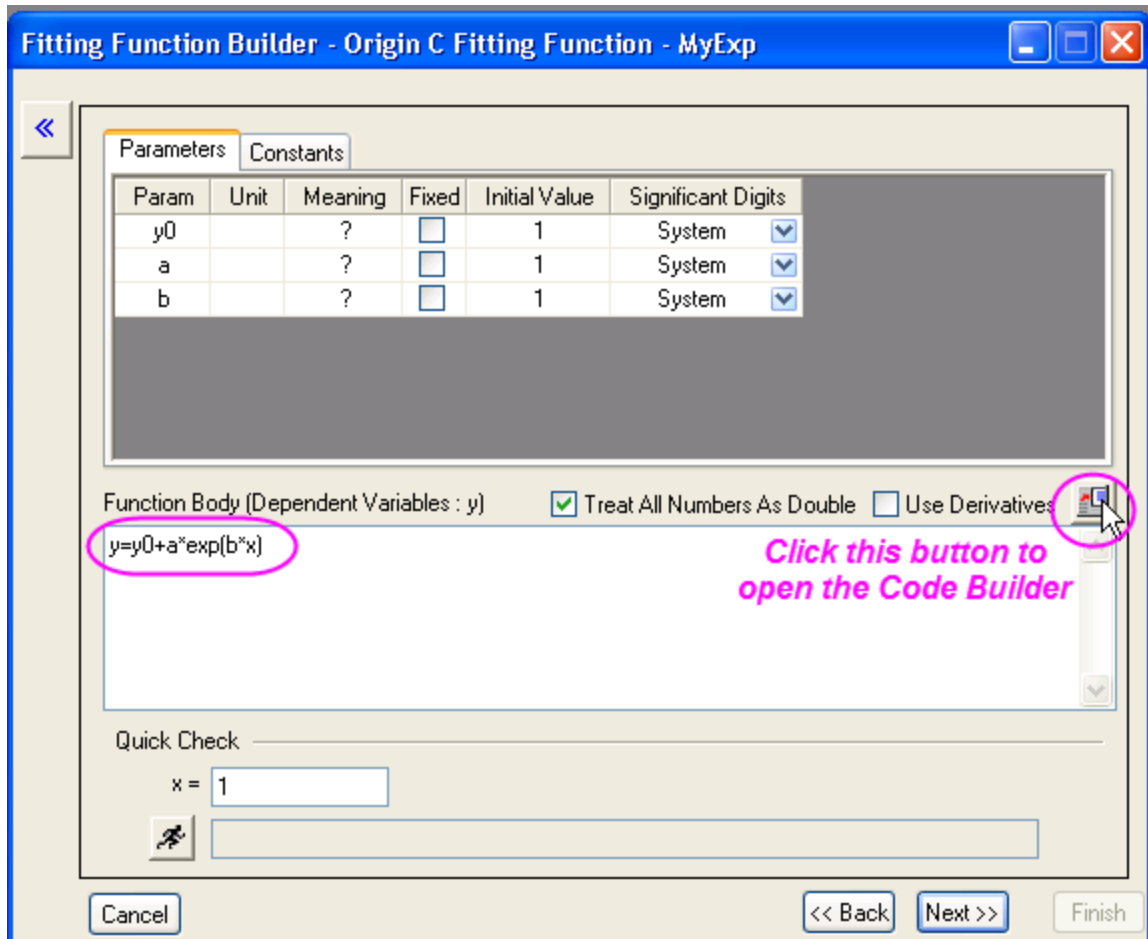 Fitting Function Builder - Origin C Fitting Function - MyExp
«
Parameters Constants
Param Unit Meaning Fixed Initial Value Significant Digits
y0 ? 1 System
a ? 1 System
b ? 1 System
Function Body (Dependent Variables : y) Treat All Numbers As Double Use Derivatives
y=y0+a*exp(b*x)
Click this button to
open the Code Builder
Quick Check
x = 1
Cancel << Back Next >> Finish